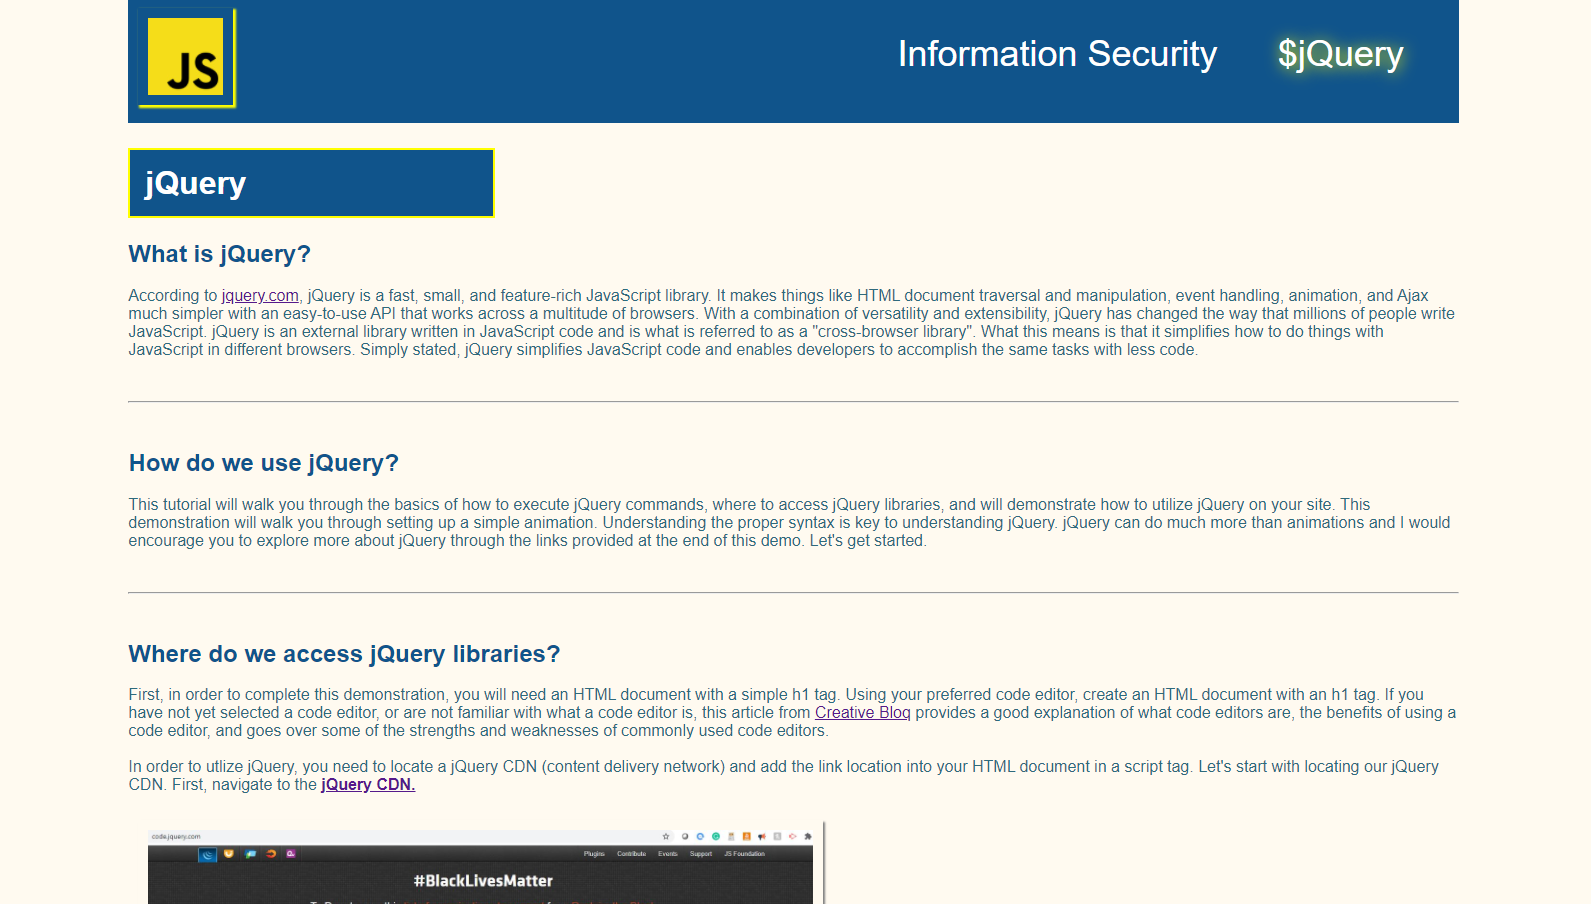 JS
Information Security
$jQuery
jQuery
What is jQuery?
According to jquery.com, jQuery is a fast, small, and feature-rich JavaScript library. It makes things like HTML document traversal and manipulation, event handling, animation, and Ajax
much simpler with an easy-to-use API that works across a multitude of browsers. With a combination of versatility and extensibility, jQuery has changed the way that millions of people write
JavaScript. jQuery is an external library written in JavaScript code and is what is referred to as a "cross-browser library". What this means is that it simplifies how to do things with
JavaScript in different browsers. Simply stated, jQuery simplifies JavaScript code and enables developers to accomplish the same tasks with less code.
How do we use jQuery?
This tutorial will walk you through the basics of how to execute jQuery commands, where to access jQuery libraries, and will demonstrate how to utilize jQuery on your site. This
demonstration will walk you through setting up a simple animation. Understanding the proper syntax is key to understanding jQuery. jQuery can do much more than animations and I would
encourage you to explore more about jQuery through the links provided at the end of this demo. Let's get started.
Where do we access jQuery libraries?
First, in order to complete this demonstration, you will need an HTML document with a simple h1 tag. Using your preferred code editor, create an HTML document with an h1 tag. If you
have not yet selected a code editor, or are not familiar with what a code editor is, this article from Creative Bloq provides a good explanation of what code editors are, the benefits of using a
code editor, and goes over some of the strengths and weaknesses of commonly used code editors.
In order to utlize jQuery, you need to locate a jQuery CDN (content delivery network) and add the link location into your HTML document in a script tag. Let's start with locating our jQuery
CDN. First, navigate to the jQuery CDN.
code.jquery.com
Plugins Contribute Events Support JS Foundation
#BlackLivesMatter